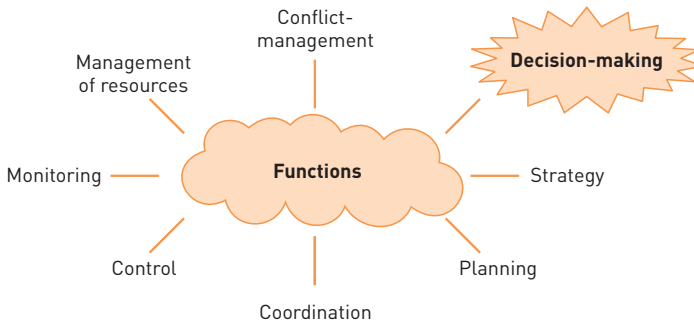 Conflict-
management
Decision-making
Management
of resources
Functions
Monitoring
Strategy
Control
Planning
Coordination